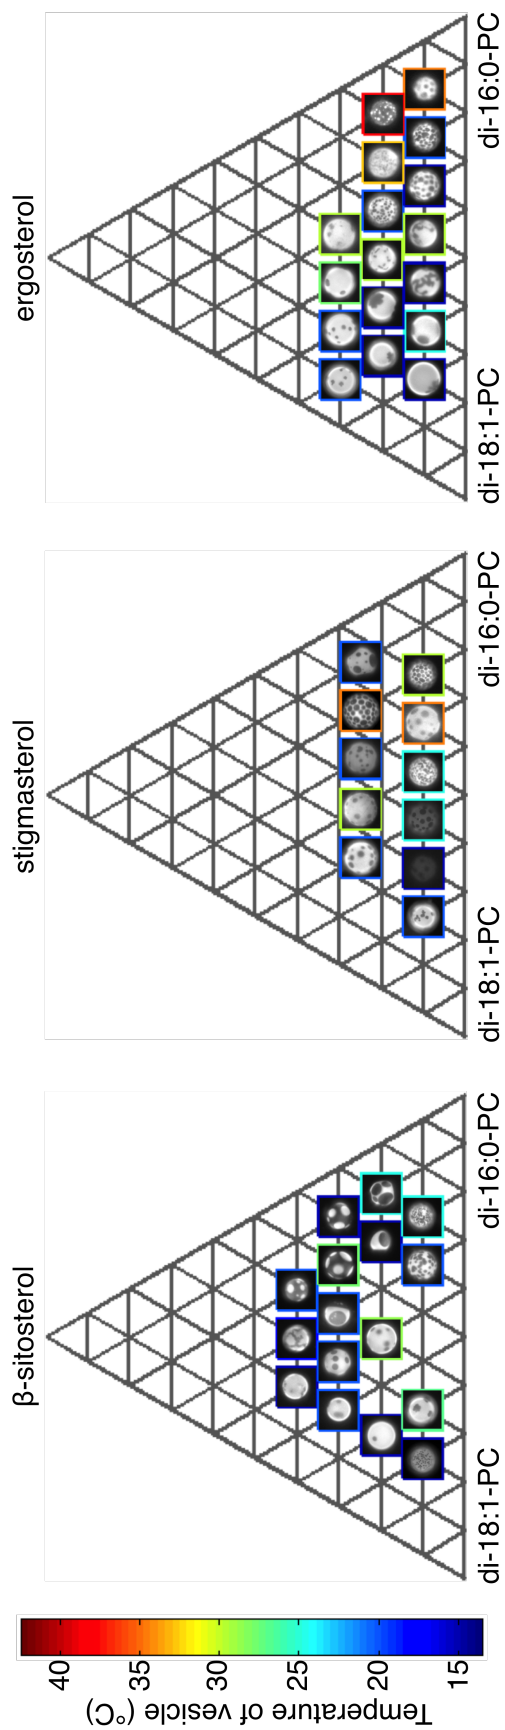 ergosterol
di-18:1-PC
di-16:0-PC
stigmasterol
di-18:1-PC
di-16:0-PC
β-sitosterol
di-18:1-PC
di-16:0-PC
Temperature of vesicle (°C)
40
35
30
25
20
15